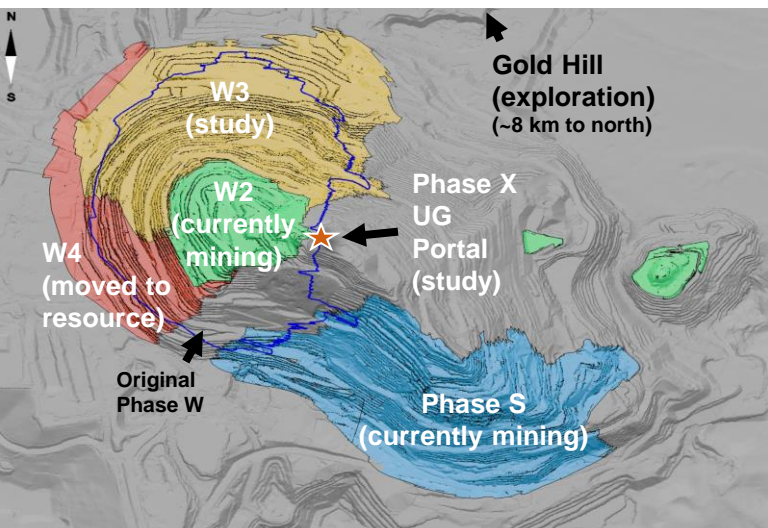 N
S
Gold Hill
(exploration)
(~8 km to north)
W3
(study)
W2
(currently
mining)
Phase X
UG
Portal
(study)
W4
(moved to
resource)
Original
Phase W
Phase S
(currently mining)